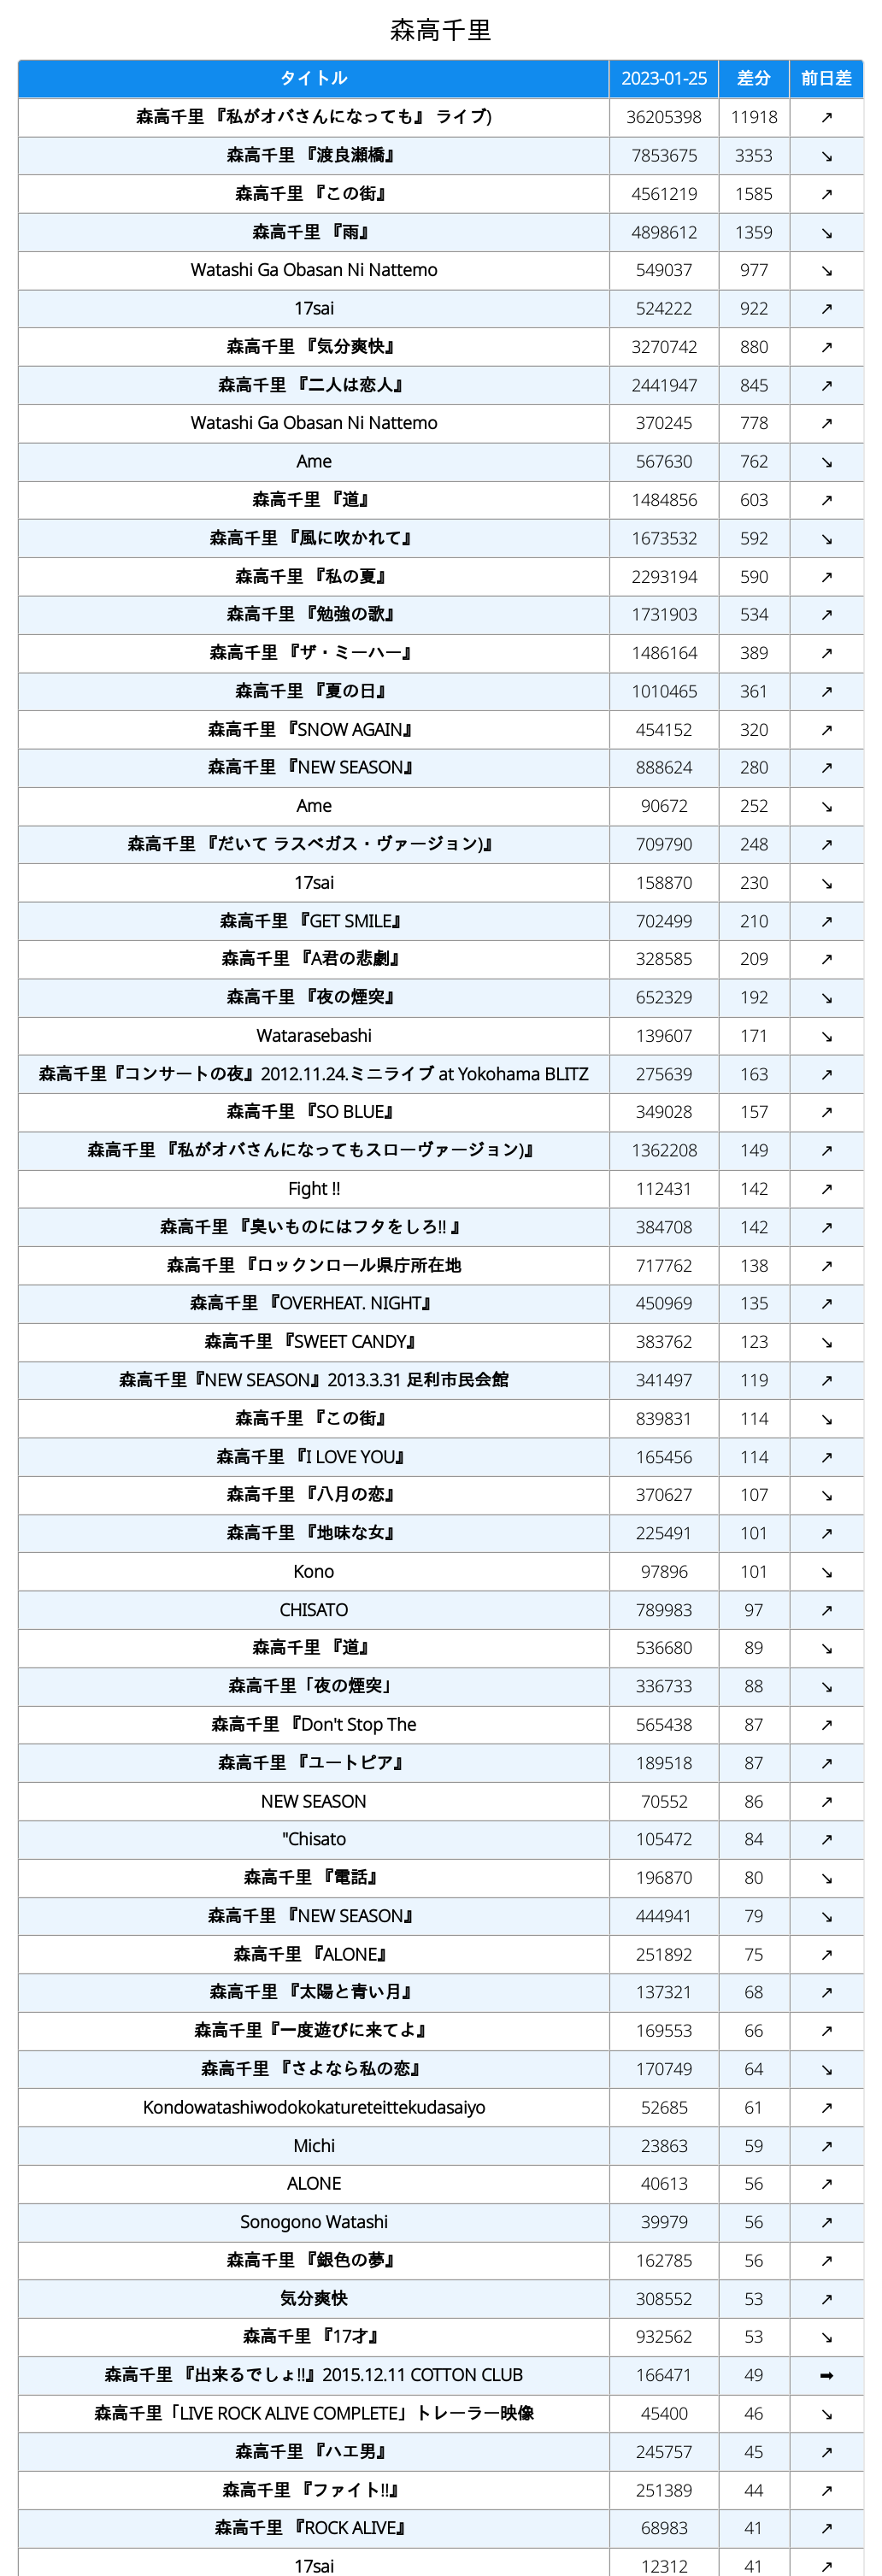 森高千里
タイトル 2023-01-25 差分 前日差
森高千里 『私がオバさんになっても』 ライブ) 36205398 11918 ↗
森高千里 『渡良瀬橋』 7853675 3353 ↘
森高千里 『この街』 4561219 1585 ↗
森高千里 『雨』 4898612 1359 ↘
Watashi Ga Obasan Ni Nattemo 549037 977 ↘
17sai 524222 922 ↗
森高千里 『気分爽快』 3270742 880 ↗
森高千里 『二人は恋人』 2441947 845 ↗
Watashi Ga Obasan Ni Nattemo 370245 778 ↗
Ame 567630 762 ↘
森高千里 『道』 1484856 603 ↗
森高千里 『風に吹かれて』 1673532 592 ↘
森高千里 『私の夏』 2293194 590 ↗
森高千里 『勉強の歌』 1731903 534 ↗
森高千里 『ザ・ミーハー』 1486164 389 ↗
森高千里 『夏の日』 1010465 361 ↗
森高千里 『SNOW AGAIN』 454152 320 ↗
森高千里 『NEW SEASON』 888624 280 ↗
Ame 90672 252 ↘
森高千里 『だいて ラスベガス・ヴァージョン)』 709790 248 ↗
17sai 158870 230 ↘
森高千里 『GET SMILE』 702499 210 ↗
森高千里 『A君の悲劇』 328585 209 ↗
森高千里 『夜の煙突』 652329 192 ↘
Watarasebashi 139607 171 ↘
森高千里『コンサートの夜』2012.11.24.ミニライブ at Yokohama BLITZ 275639 163 ↗
森高千里 『SO BLUE』 349028 157 ↗
森高千里 『私がオバさんになってもスローヴァージョン)』 1362208 149 ↗
Fight !! 112431 142 ↗
森高千里 『臭いものにはフタをしろ!! 』 384708 142 ↗
森高千里 『ロックンロール県庁所在地 717762 138 ↗
森高千里 『OVERHEAT. NIGHT』 450969 135 ↗
森高千里 『SWEET CANDY』 383762 123 ↘
森高千里『NEW SEASON』2013.3.31 足利市民会館 341497 119 ↗
森高千里 『この街』 839831 114 ↘
森高千里 『I LOVE YOU』 165456 114 ↗
森高千里 『八月の恋』 370627 107 ↘
森高千里 『地味な女』 225491 101 ↗
Kono 97896 101 ↘
CHISATO 789983 97 ↗
森高千里 『道』 536680 89 ↘
森高千里「夜の煙突」 336733 88 ↘
森高千里 『Don't Stop The 565438 87 ↗
森高千里 『ユートピア』 189518 87 ↗
NEW SEASON 70552 86 ↗
"Chisato 105472 84 ↗
森高千里 『電話』 196870 80 ↘
森高千里 『NEW SEASON』 444941 79 ↘
森高千里 『ALONE』 251892 75 ↗
森高千里 『太陽と青い月』 137321 68 ↗
森高千里『一度遊びに来てよ』 169553 66 ↗
森高千里 『さよなら私の恋』 170749 64 ↘
Kondowatashiwodokokatureteittekudasaiyo 52685 61 ↗
Michi 23863 59 ↗
ALONE 40613 56 ↗
Sonogono Watashi 39979 56 ↗
森高千里 『銀色の夢』 162785 56 ↗
気分爽快 308552 53 ↗
森高千里 『17才』 932562 53 ↘
森高千里 『出来るでしょ!!』2015.12.11 COTTON CLUB 166471 49 ➡
森高千里「LIVE ROCK ALIVE COMPLETE」トレーラー映像 45400 46 ↘
森高千里 『ハエ男』 245757 45 ↗
森高千里 『ファイト!!』 251389 44 ↗
森高千里 『ROCK ALIVE』 68983 41 ↗
17sai 12312 41 ↗